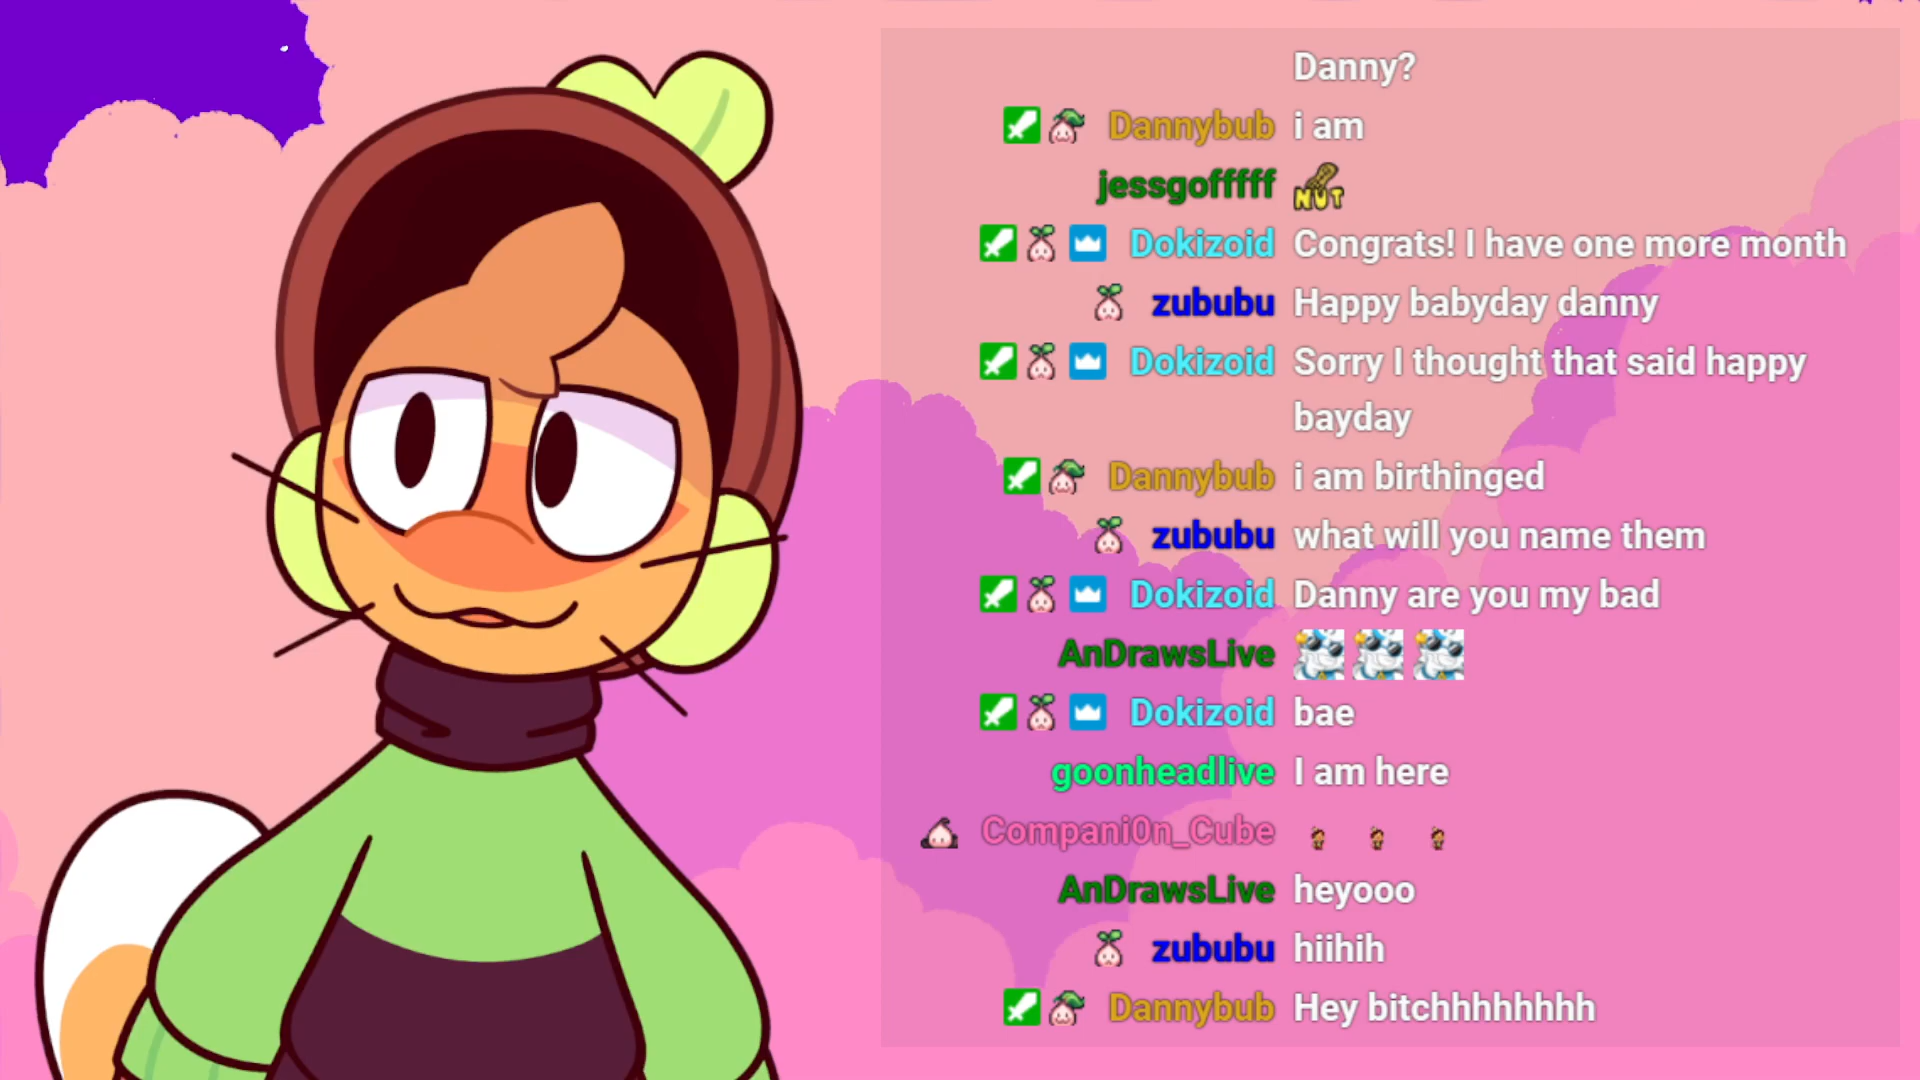 Danny?
Dannybub i am
jessgofffff NUT
Dokizoid Congrats! I have one more month
zububu Happy babyday danny
Dokizoid Sorry I thought that said happy
bayday
Dannybub i am birthinged
zububu what will you name them
Dokizoid Danny are you my bad
AnDrawsLive
Dokizoid bae
goonheadlive I am here
Compani0n_Cube
AnDrawsLive heyooo
zububu hiihih
Dannybub Hey bitchhhhhhhh